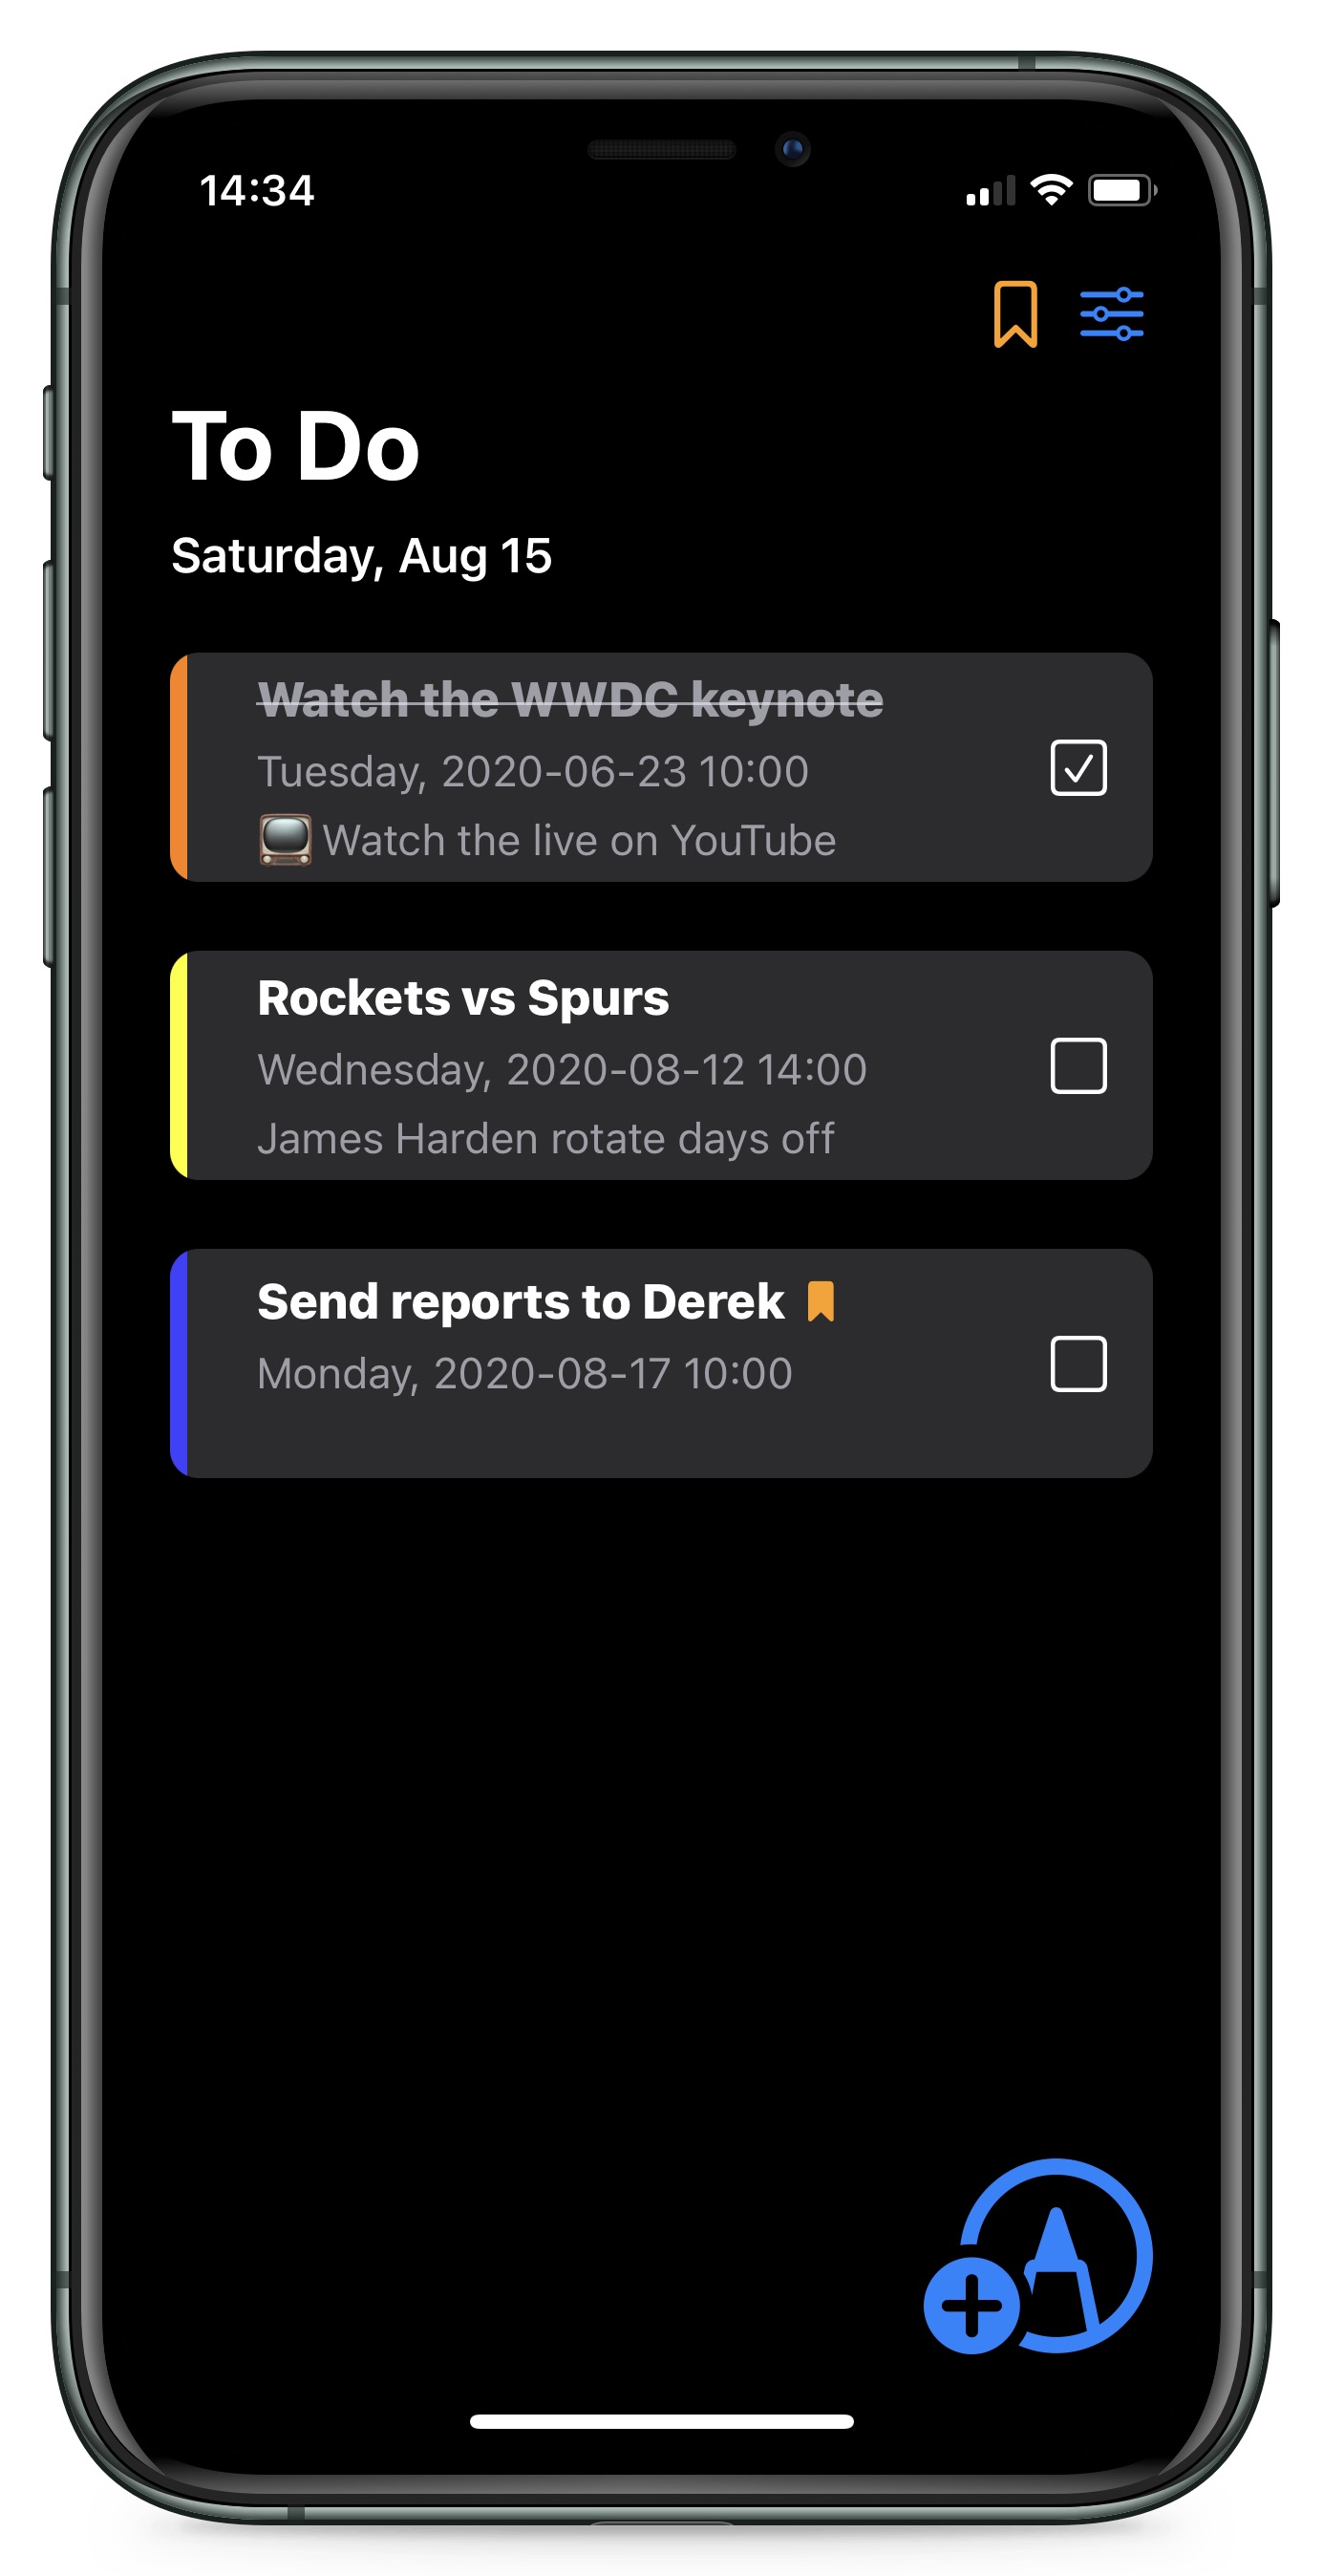 14:34
To Do
Saturday, Aug 15
Watch the WWDC keynote
Tuesday, 2020-06-23 10:00
📺 Watch the live on YouTube
Rockets vs Spurs
Wednesday, 2020-08-12 14:00
James Harden rotate days off
Send reports to Derek
Monday, 2020-08-17 10:00